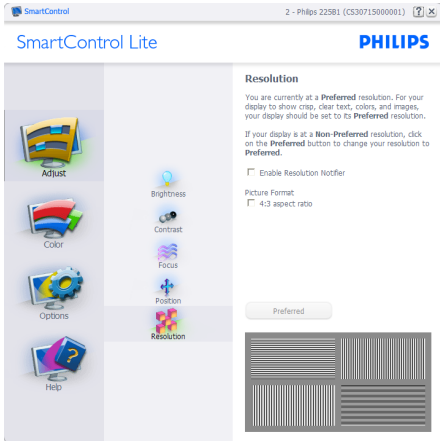 SmartControl
2 - Philips 225B1 (CS30715000001)
SmartControl Lite
PHILIPS
Adjust
Color
Options
Help
Brightness
Contrast
Focus
Position
Resolution
Resolution
You are currently at a Preferred resolution. For your
display to show crisp, clear text, colors, and images,
your display should be set to its Preferred resolution.
If your display is at a Non-Preferred resolution, click
on the Preferred button to change your resolution to
Preferred.
Enable Resolution Notifier
Picture Format
4:3 aspect ratio
Preferred